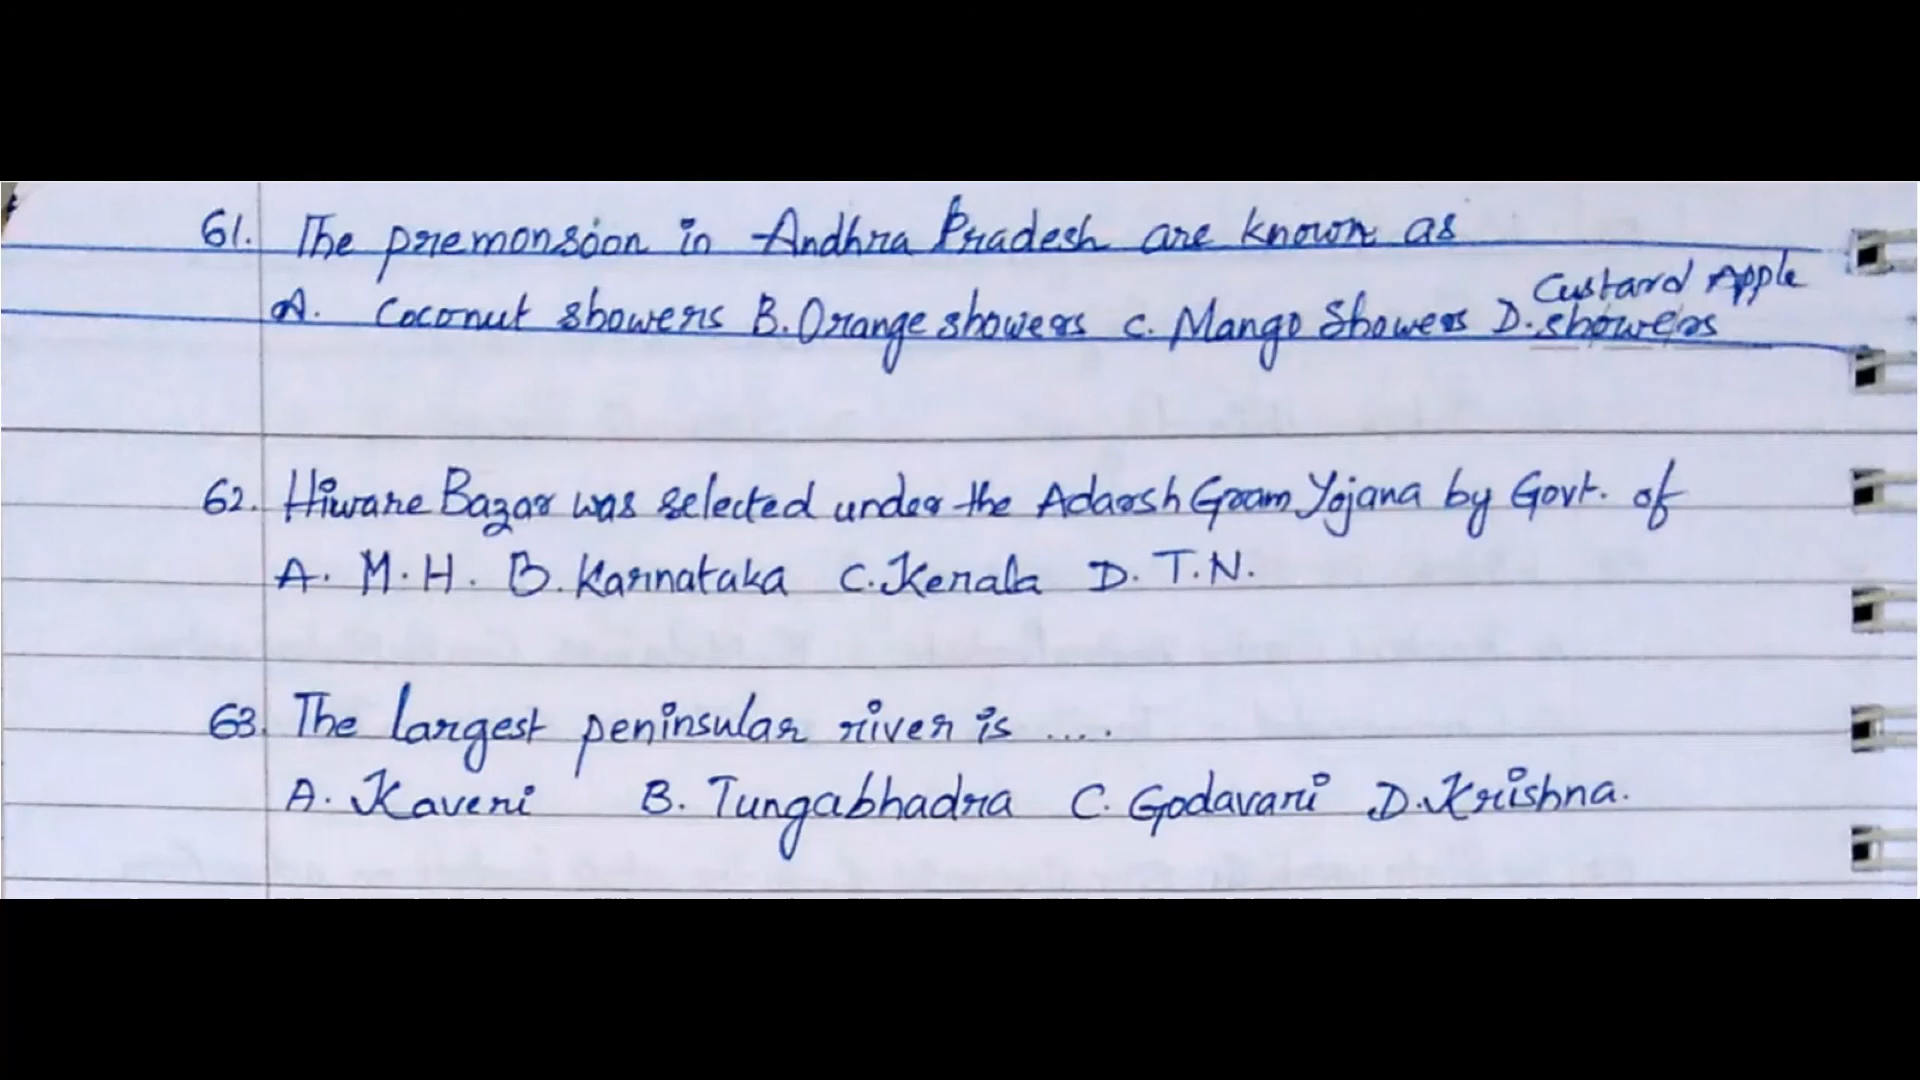 61. The premonsoon in Andhra Pradesh are known as
A. Coconut showers B. Orange showers C. Mango Showers D. Custard Apple showers
62. Hiware Bazar was selected under the Adarsh Gram Yojana by Govt. of
A. M.H. B. Karnataka C. Kerala D. T.N.
63. The largest peninsular river is ....
A. Kaveri B. Tungabhadra C. Godavari D. Krishna.